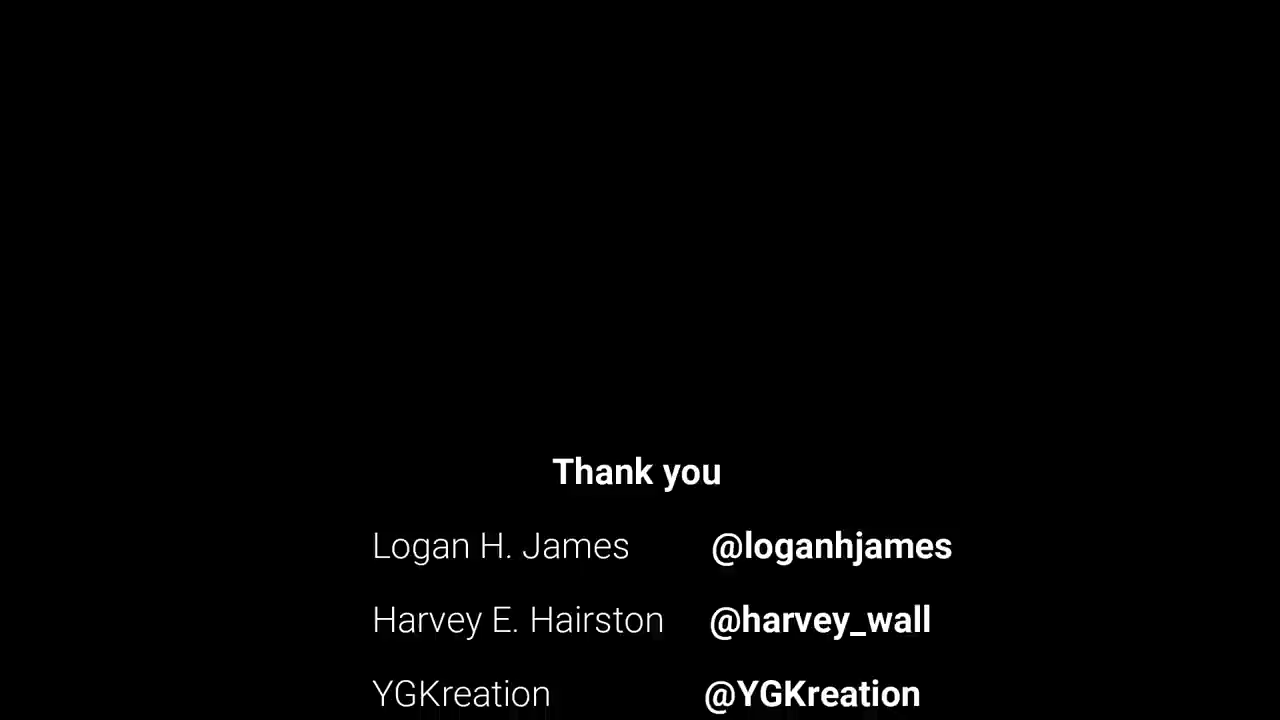 Thank you
Logan H. James @loganhjames
Harvey E. Hairston @harvey_wall
YGKreation @YGKreation